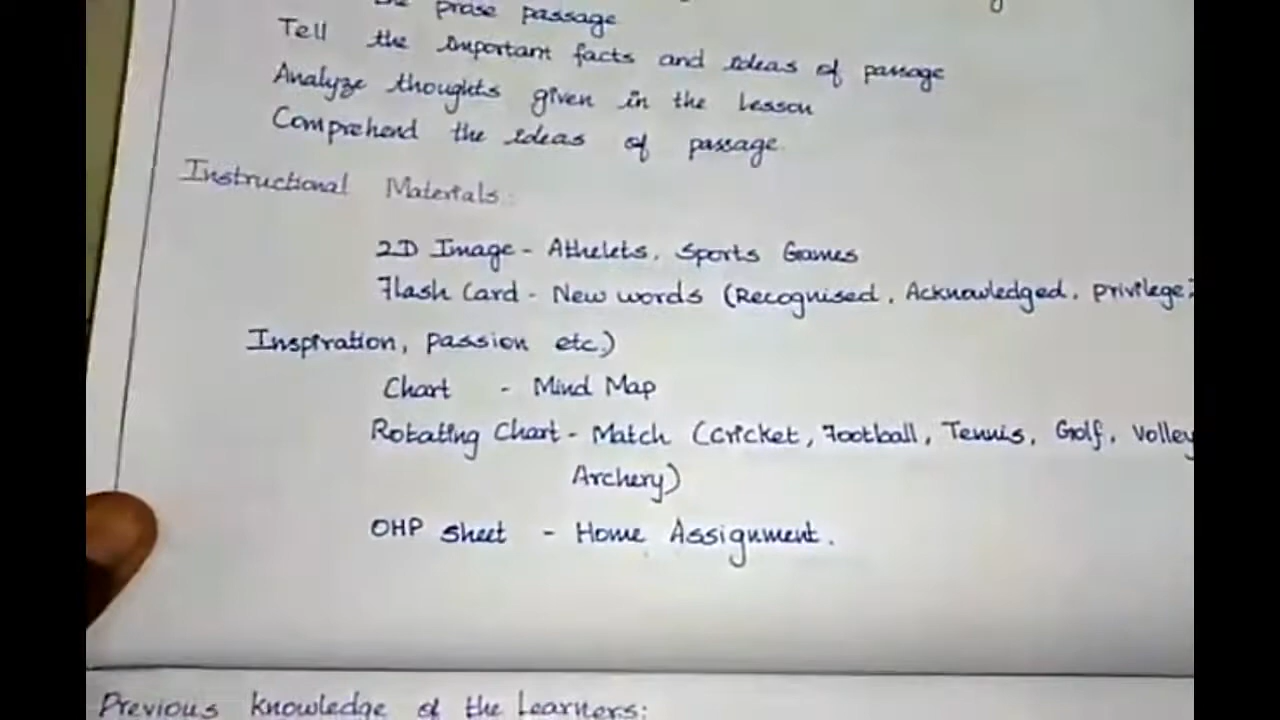 the prose passage
Tell the important facts and ideas of passage
Analyze thoughts given in the lesson
Comprehend the ideas of passage
Instructional Materials:
2D Image - Athelets, Sports Games
Flash Card - New words (Recognised, Acknowledged, privilege,
Inspiration, passion etc.)
Chart - Mind Map
Rotating Chart - Match (Cricket, Football, Tennis, Golf, Volley
Archery)
OHP sheet - Home Assignment.
Previous knowledge of the Learners: